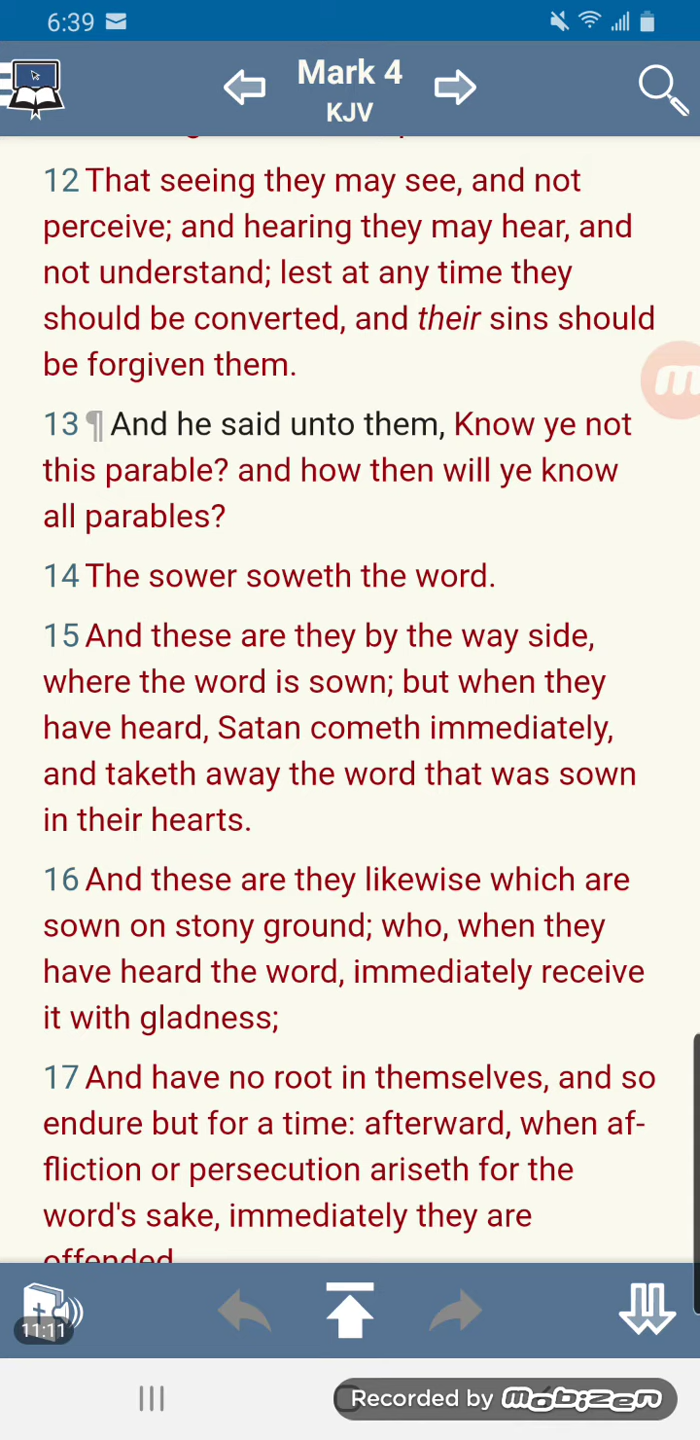 6:39
Mark 4
KJV
12 That seeing they may see, and not
perceive; and hearing they may hear, and
not understand; lest at any time they
should be converted, and their sins should
be forgiven them.
13 ¶ And he said unto them, Know ye not
this parable? and how then will ye know
all parables?
14 The sower soweth the word.
15 And these are they by the way side,
where the word is sown; but when they
have heard, Satan cometh immediately,
and taketh away the word that was sown
in their hearts.
16 And these are they likewise which are
sown on stony ground; who, when they
have heard the word, immediately receive
it with gladness;
17 And have no root in themselves, and so
endure but for a time: afterward, when af-
fliction or persecution ariseth for the
word's sake, immediately they are
offended
11:11
Recorded by mobizen